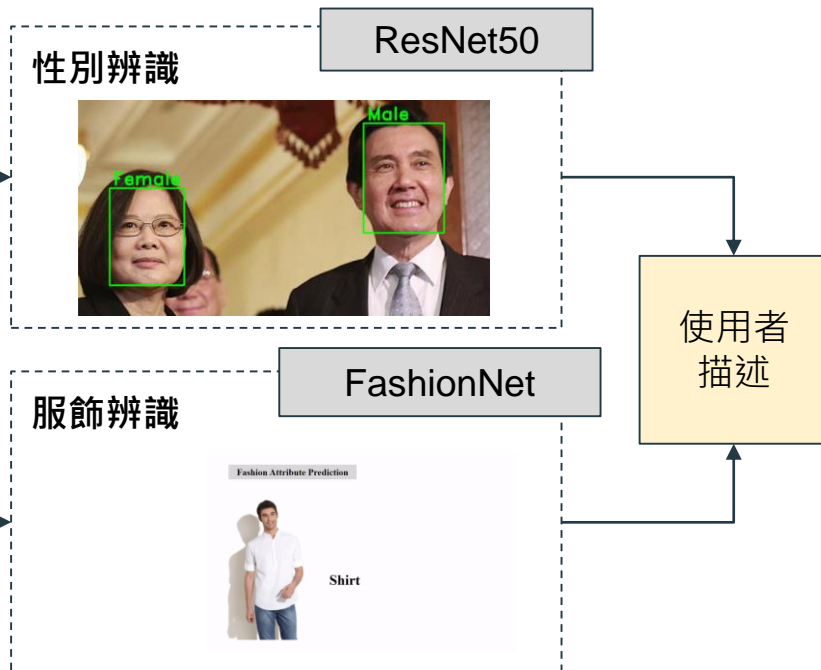 ResNet50
性別辨識
Male
Female
使用者
描述
FashionNet
服飾辨識
Fashion Attribute Prediction
Shirt